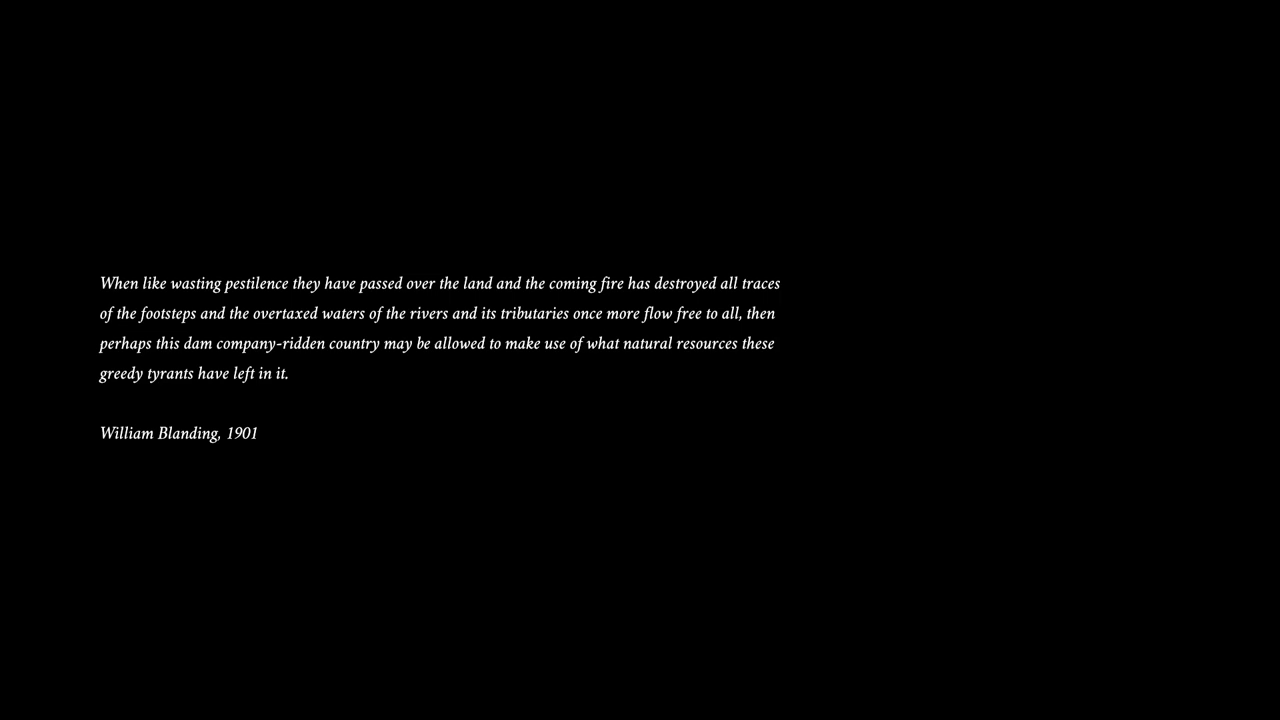 When like wasting pestilence they have passed over the land and the coming fire has destroyed all traces
of the footsteps and the overtaxed waters of the rivers and its tributaries once more flow free to all, then
perhaps this dam company-ridden country may be allowed to make use of what natural resources these
greedy tyrants have left in it.
William Blanding, 1901